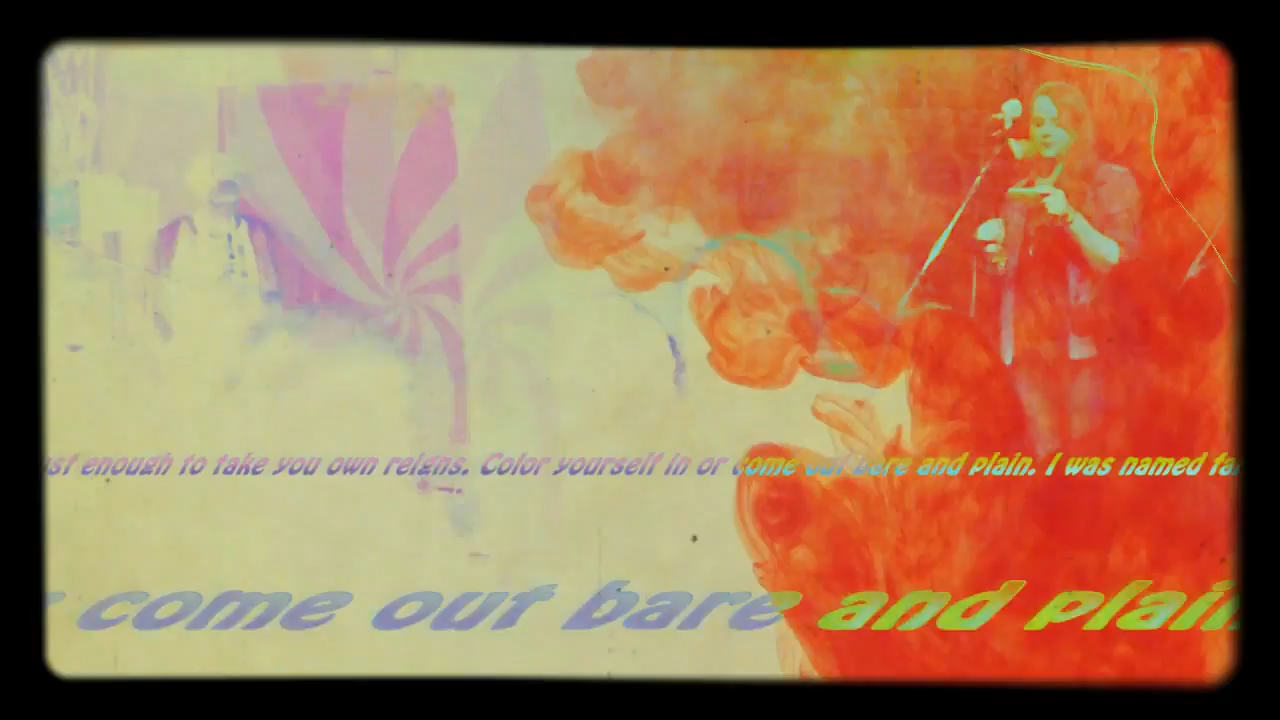 ust enough to take you own reigns. Color yourself in or come out bare and plain. I was named
come out bare and plain